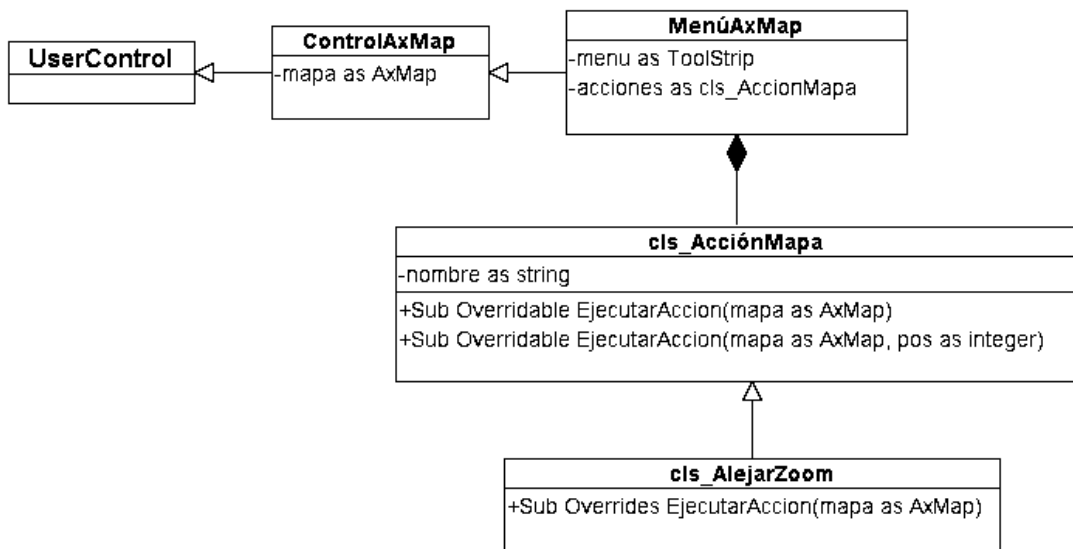 UserControl
ControlAxMap
-mapa as AxMap
MenúAxMap
-menu as ToolStrip
-acciones as cls_AccionMapa
cls_AcciónMapa
-nombre as string
+Sub Overridable EjecutarAccion(mapa as AxMap)
+Sub Overridable EjecutarAccion(mapa as AxMap, pos as integer)
cls_AlejarZoom
+Sub Overrides EjecutarAccion(mapa as AxMap)